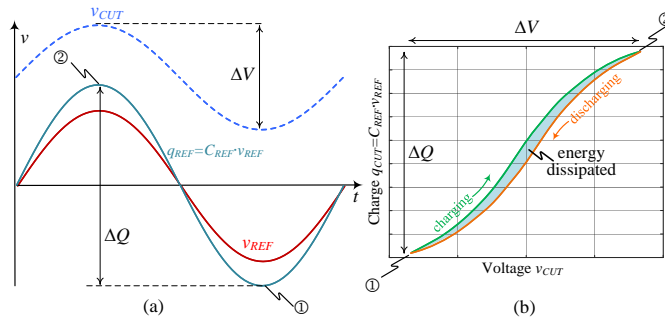 v_CUT
v
②
ΔV
q_REF=C_REF·v_REF
t
ΔQ
v_REF
①
(a)
②
ΔV
Charge q_CUT=C_REF·v_REF
ΔQ
charging
discharging
energy
dissipated
①
Voltage v_CUT
(b)